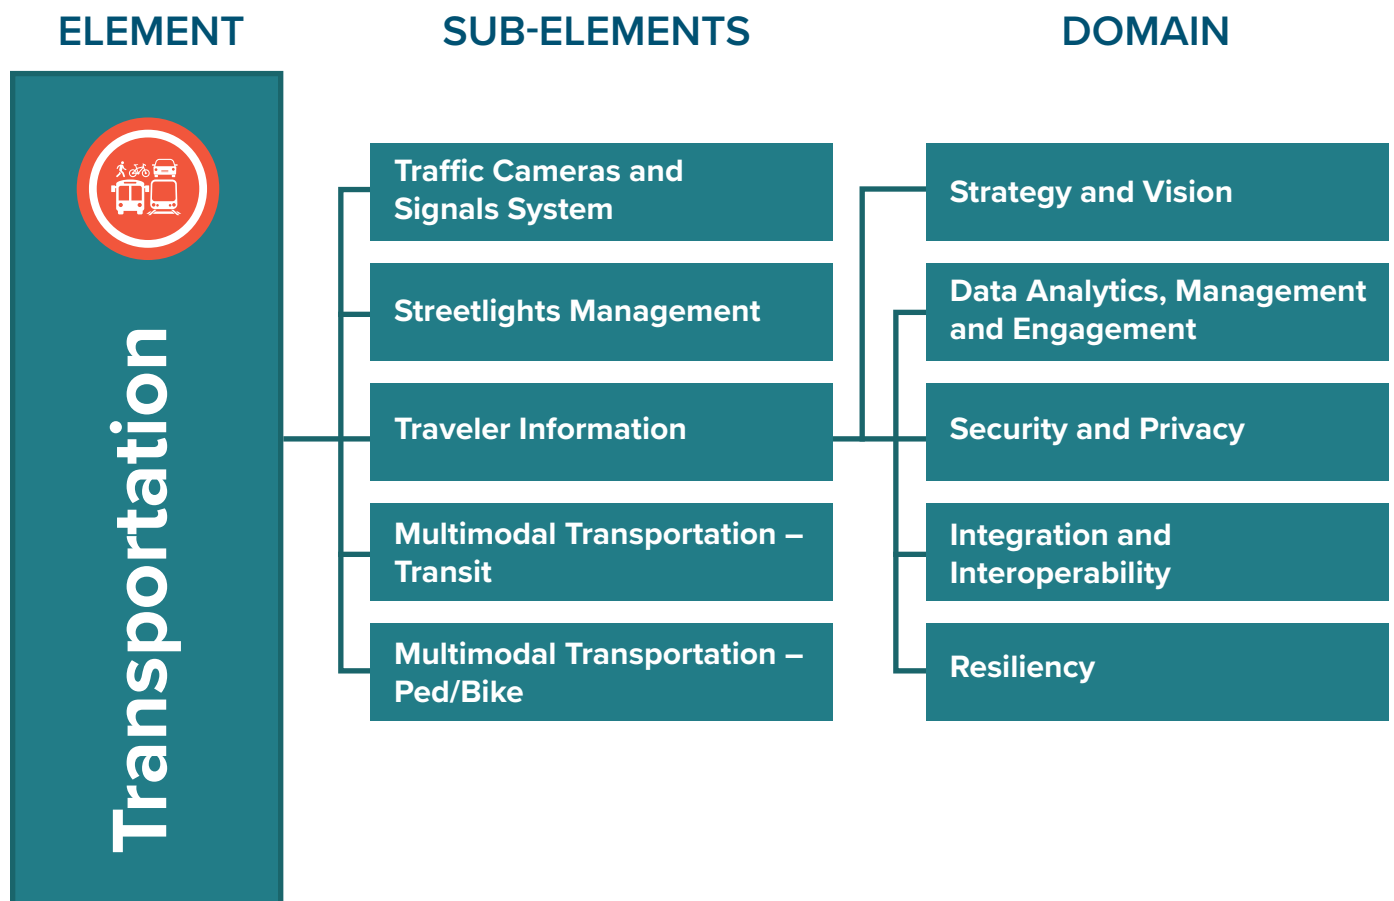 ELEMENT
SUB-ELEMENTS
DOMAIN
Transportation
Traffic Cameras and
Signals System
Streetlights Management
Traveler Information
Multimodal Transportation –
Transit
Multimodal Transportation –
Ped/Bike
Strategy and Vision
Data Analytics, Management
and Engagement
Security and Privacy
Integration and
Interoperability
Resiliency